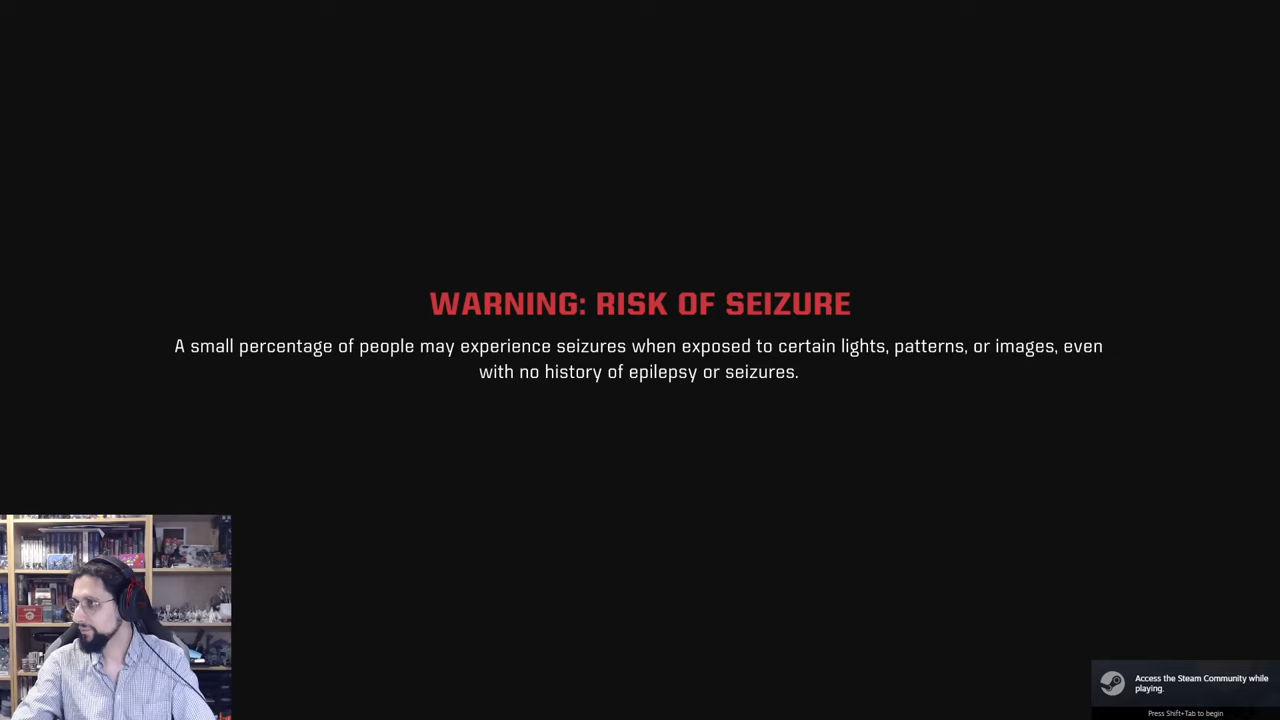 WARNING: RISK OF SEIZURE
A small percentage of people may experience seizures when exposed to certain lights, patterns, or images, even
with no history of epilepsy or seizures.
Access the Steam Community while
playing.
Press Shift+Tab to begin